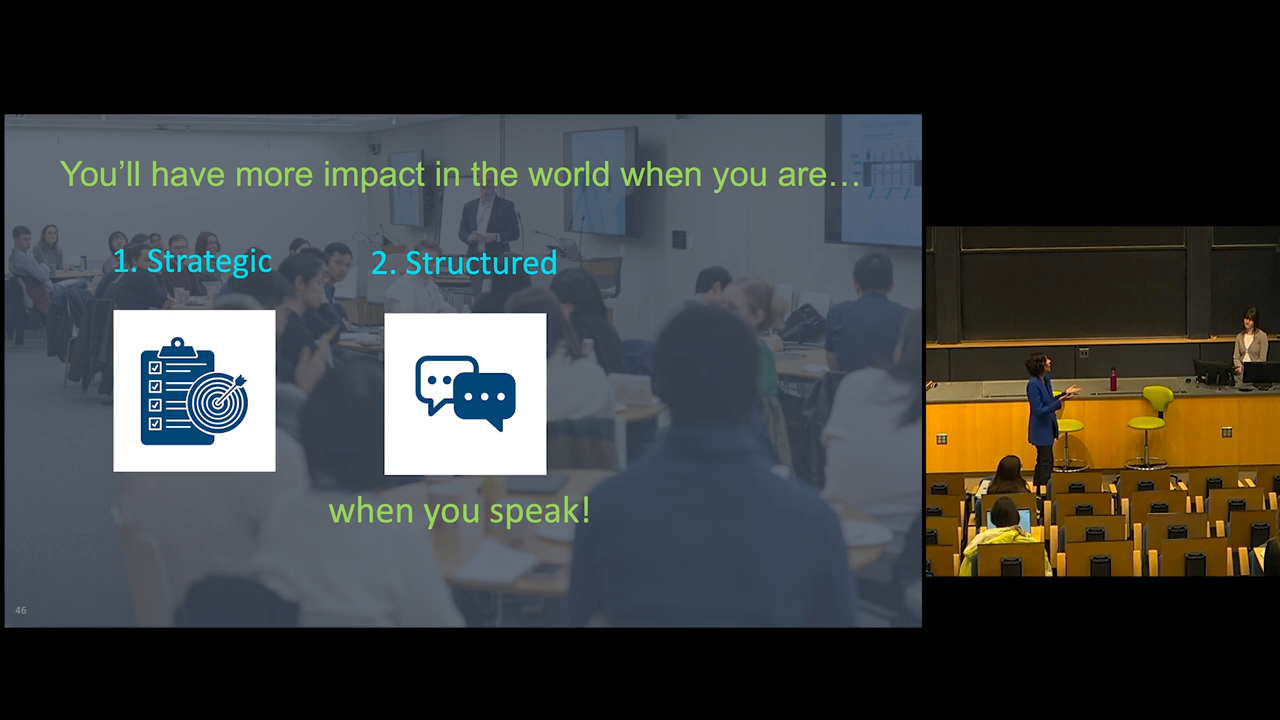 You’ll have more impact in the world when you are…
1. Strategic
2. Structured
when you speak!
46